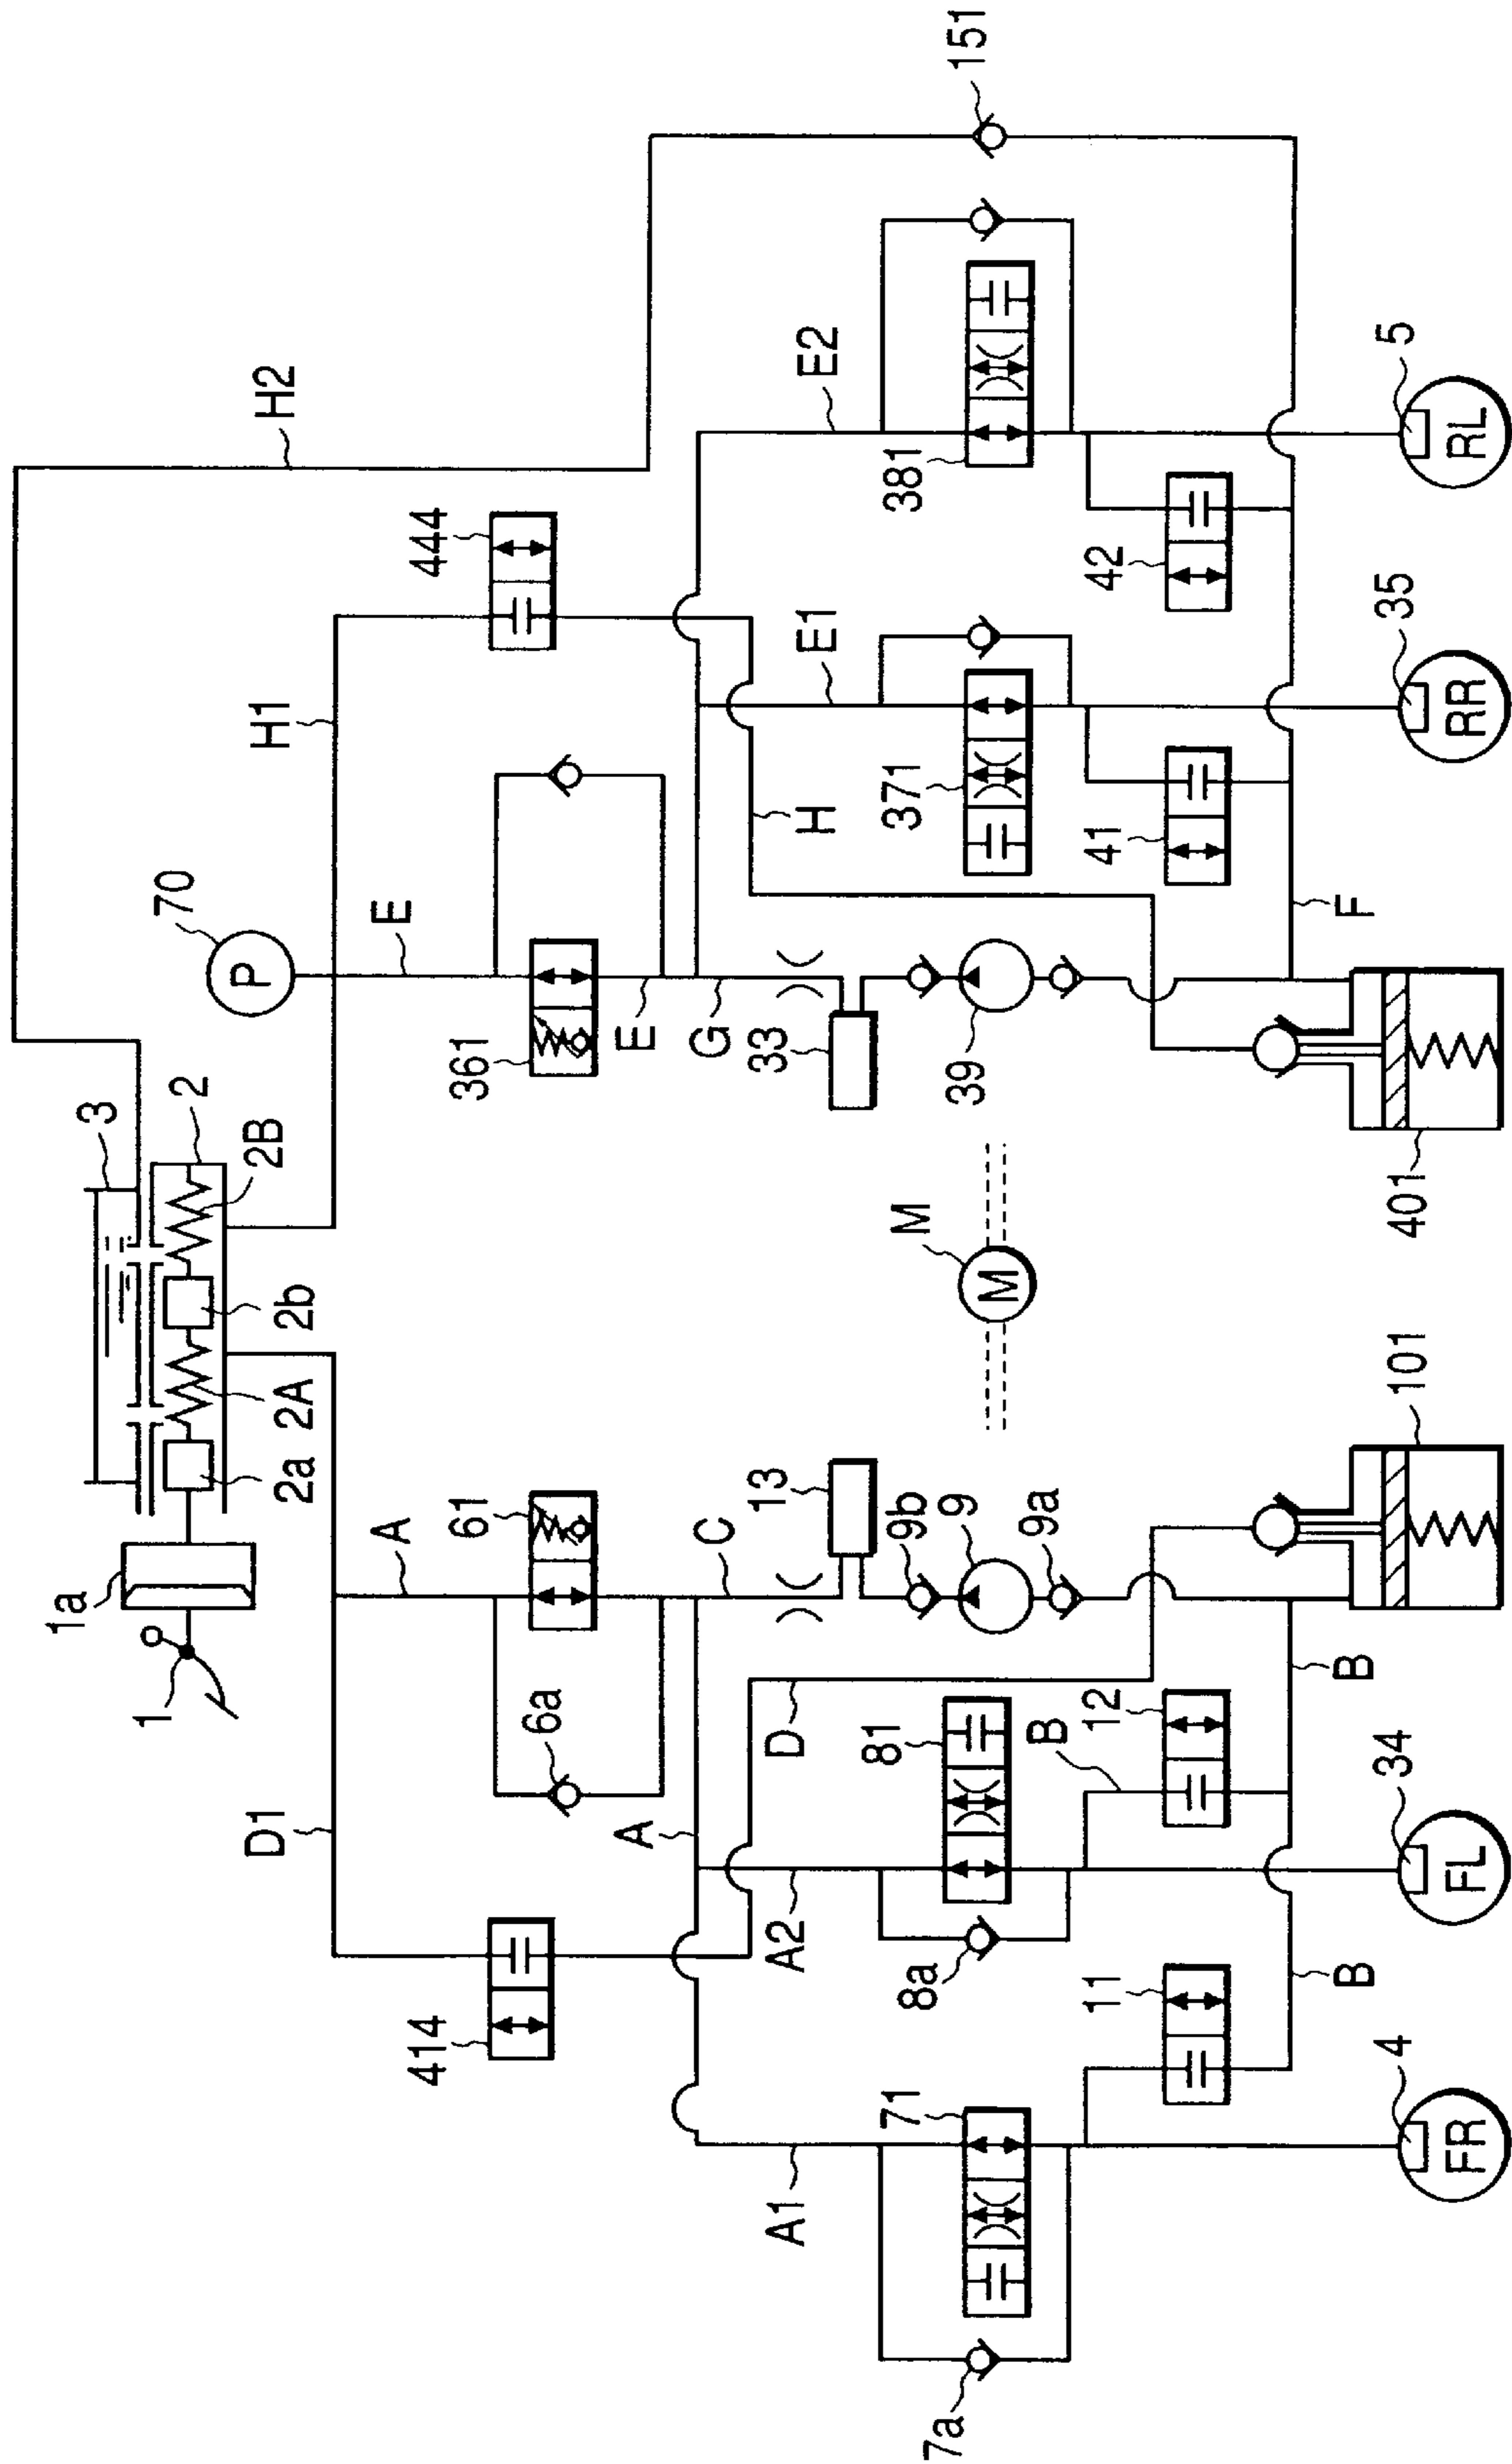 7a
A1
71
FR
4
414
11
8a
A2
FL
34
B
D1
A
81
B
12
D
6a
B
1
1a
A
61
C
13
9b
9
9a
101
2a
2A
2b
2B
2
3
M
M
401
361
E
G
33
39
P
70
E
F
H
371
41
RR
35
H1
E1
444
42
381
RL
5
H2
E2
151